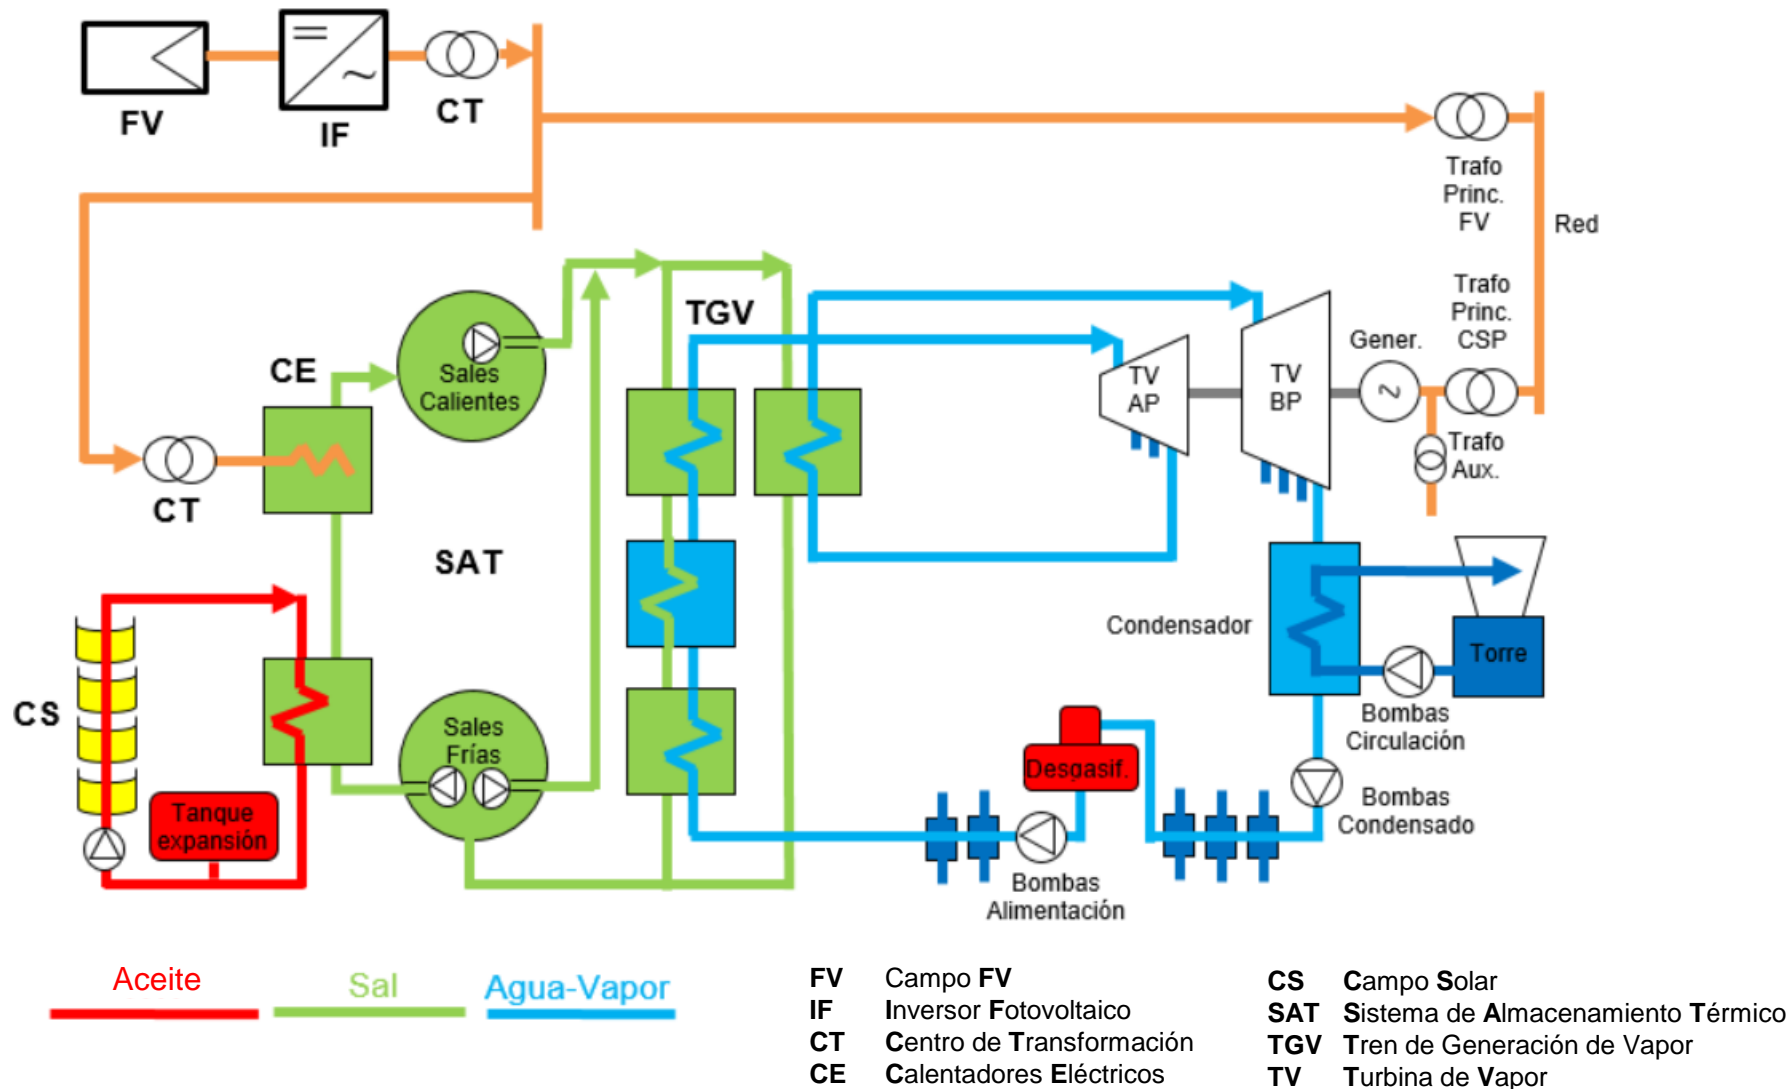 FV
IF
CT
Trafo
Princ.
FV
Red
Trafo
Princ.
CSP
Gener.
TGV
CE
Sales
Calientes
TV
AP
TV
BP
Trafo
Aux.
CT
SAT
Condensador
Torre
CS
Sales
Frías
Bombas
Circulación
Desgasif.
Tanque
expansión
Bombas
Condensado
Bombas
Alimentación
Aceite
Sal
Agua-Vapor
FV Campo FV
IF Inversor Fotovoltaico
CT Centro de Transformación
CE Calentadores Eléctricos
CS Campo Solar
SAT Sistema de Almacenamiento Térmico
TGV Tren de Generación de Vapor
TV Turbina de Vapor